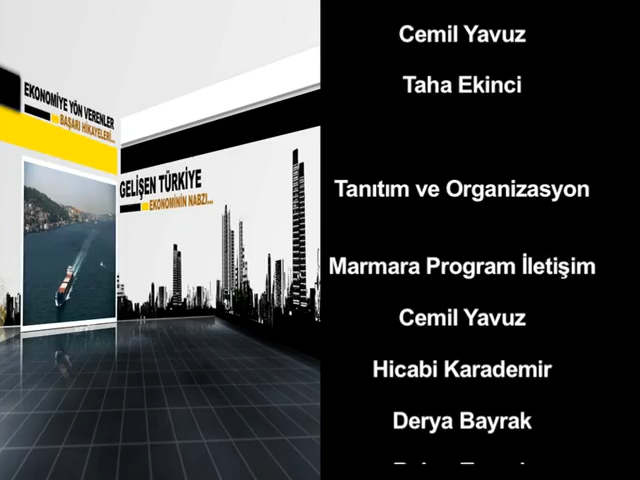 EKONOMİYE YÖN VERENLER
BAŞARI HİKAYELERİ...
GELİŞEN TÜRKİYE
EKONOMİNİN NABZI...
Cemil Yavuz
Taha Ekinci
Tanıtım ve Organizasyon
Marmara Program İletişim
Cemil Yavuz
Hicabi Karademir
Derya Bayrak